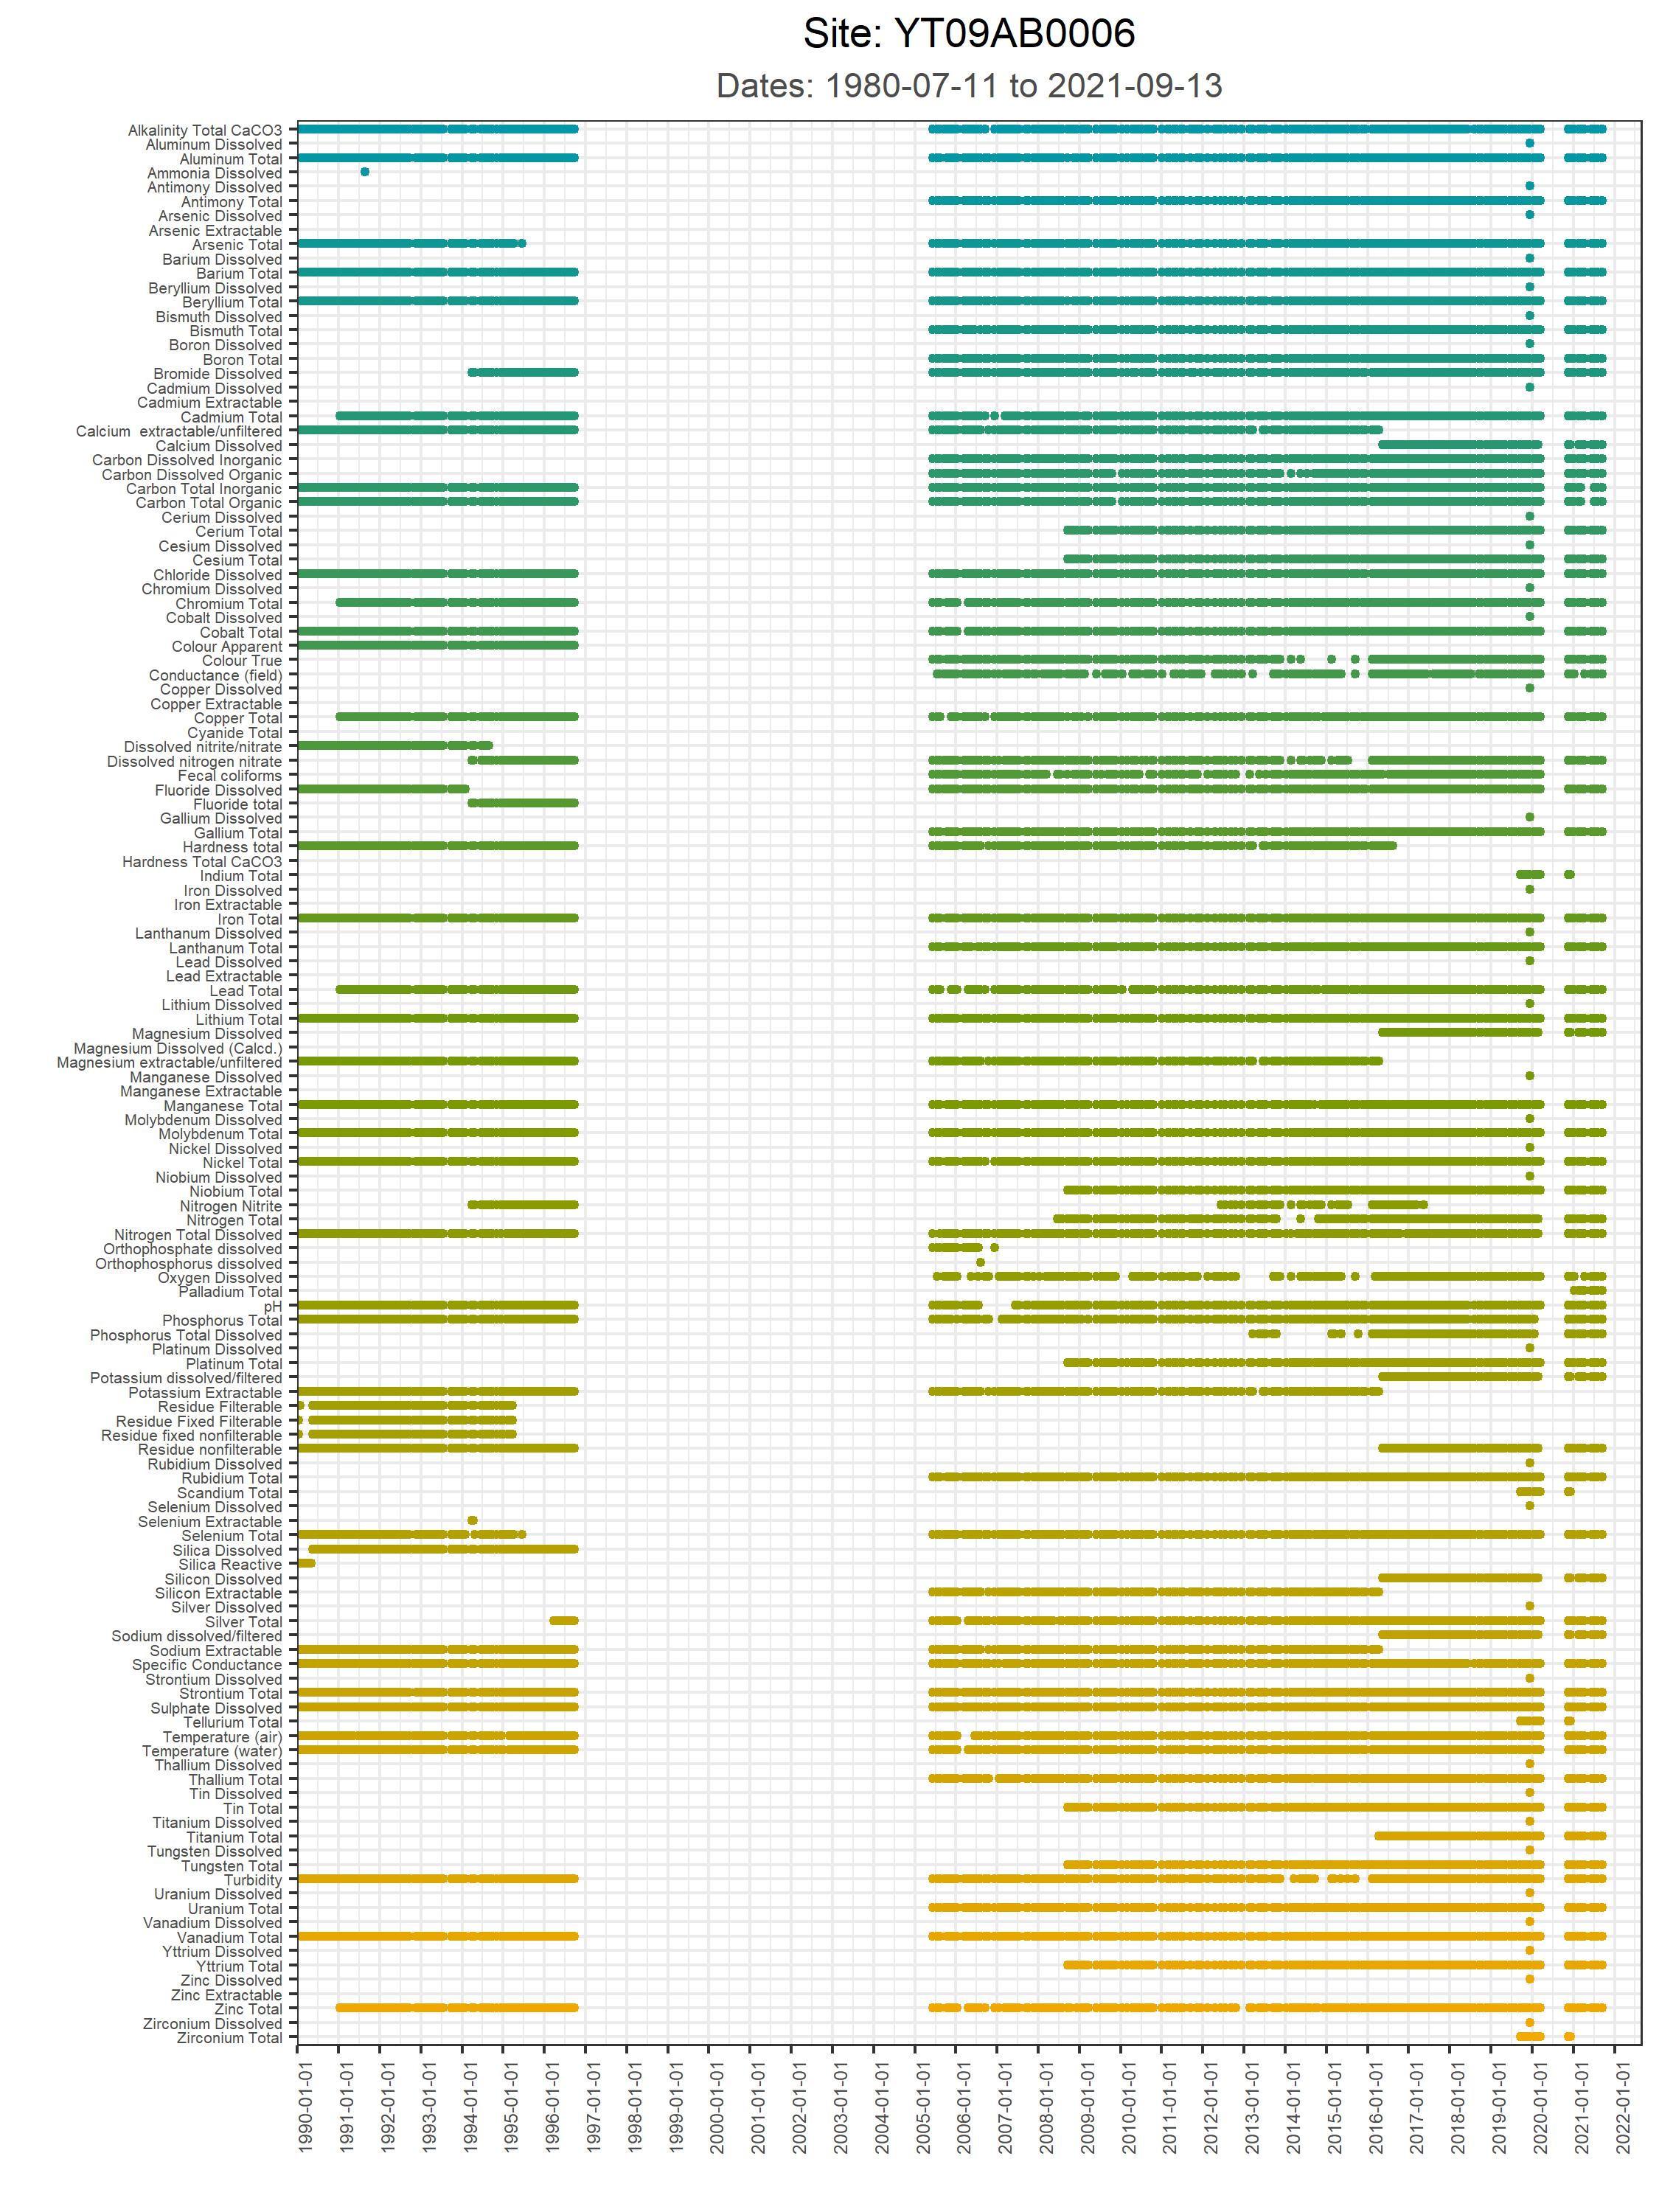 Site: YT09AB0006
Dates: 1980-07-11 to 2021-09-13
Alkalinity Total CaCO3
Aluminum Dissolved
Aluminum Total
Ammonia Dissolved
Antimony Dissolved
Antimony Total
Arsenic Dissolved
Arsenic Extractable
Arsenic Total
Barium Dissolved
Barium Total
Beryllium Dissolved
Beryllium Total
Bismuth Dissolved
Bismuth Total
Boron Dissolved
Boron Total
Bromide Dissolved
Cadmium Dissolved
Cadmium Extractable
Cadmium Total
Calcium  extractable/unfiltered
Calcium Dissolved
Carbon Dissolved Inorganic
Carbon Dissolved Organic
Carbon Total Inorganic
Carbon Total Organic
Cerium Dissolved
Cerium Total
Cesium Dissolved
Cesium Total
Chloride Dissolved
Chromium Dissolved
Chromium Total
Cobalt Dissolved
Cobalt Total
Colour Apparent
Colour True
Conductance (field)
Copper Dissolved
Copper Extractable
Copper Total
Cyanide Total
Dissolved nitrite/nitrate
Dissolved nitrogen nitrate
Fecal coliforms
Fluoride Dissolved
Fluoride total
Gallium Dissolved
Gallium Total
Hardness total
Hardness Total CaCO3
Indium Total
Iron Dissolved
Iron Extractable
Iron Total
Lanthanum Dissolved
Lanthanum Total
Lead Dissolved
Lead Extractable
Lead Total
Lithium Dissolved
Lithium Total
Magnesium Dissolved
Magnesium Dissolved (Calcd.)
Magnesium extractable/unfiltered
Manganese Dissolved
Manganese Extractable
Manganese Total
Molybdenum Dissolved
Molybdenum Total
Nickel Dissolved
Nickel Total
Niobium Dissolved
Niobium Total
Nitrogen Nitrite
Nitrogen Total
Nitrogen Total Dissolved
Orthophosphate dissolved
Orthophosphorus dissolved
Oxygen Dissolved
Palladium Total
pH
Phosphorus Total
Phosphorus Total Dissolved
Platinum Dissolved
Platinum Total
Potassium dissolved/filtered
Potassium Extractable
Residue Filterable
Residue Fixed Filterable
Residue fixed nonfilterable
Residue nonfilterable
Rubidium Dissolved
Rubidium Total
Scandium Total
Selenium Dissolved
Selenium Extractable
Selenium Total
Silica Dissolved
Silica Reactive
Silicon Dissolved
Silicon Extractable
Silver Dissolved
Silver Total
Sodium dissolved/filtered
Sodium Extractable
Specific Conductance
Strontium Dissolved
Strontium Total
Sulphate Dissolved
Tellurium Total
Temperature (air)
Temperature (water)
Thallium Dissolved
Thallium Total
Tin Dissolved
Tin Total
Titanium Dissolved
Titanium Total
Tungsten Dissolved
Tungsten Total
Turbidity
Uranium Dissolved
Uranium Total
Vanadium Dissolved
Vanadium Total
Yttrium Dissolved
Yttrium Total
Zinc Dissolved
Zinc Extractable
Zinc Total
Zirconium Dissolved
Zirconium Total
1990-01-01
1991-01-01
1992-01-01
1993-01-01
1994-01-01
1995-01-01
1996-01-01
1997-01-01
1998-01-01
1999-01-01
2000-01-01
2001-01-01
2002-01-01
2003-01-01
2004-01-01
2005-01-01
2006-01-01
2007-01-01
2008-01-01
2009-01-01
2010-01-01
2011-01-01
2012-01-01
2013-01-01
2014-01-01
2015-01-01
2016-01-01
2017-01-01
2018-01-01
2019-01-01
2020-01-01
2021-01-01
2022-01-01